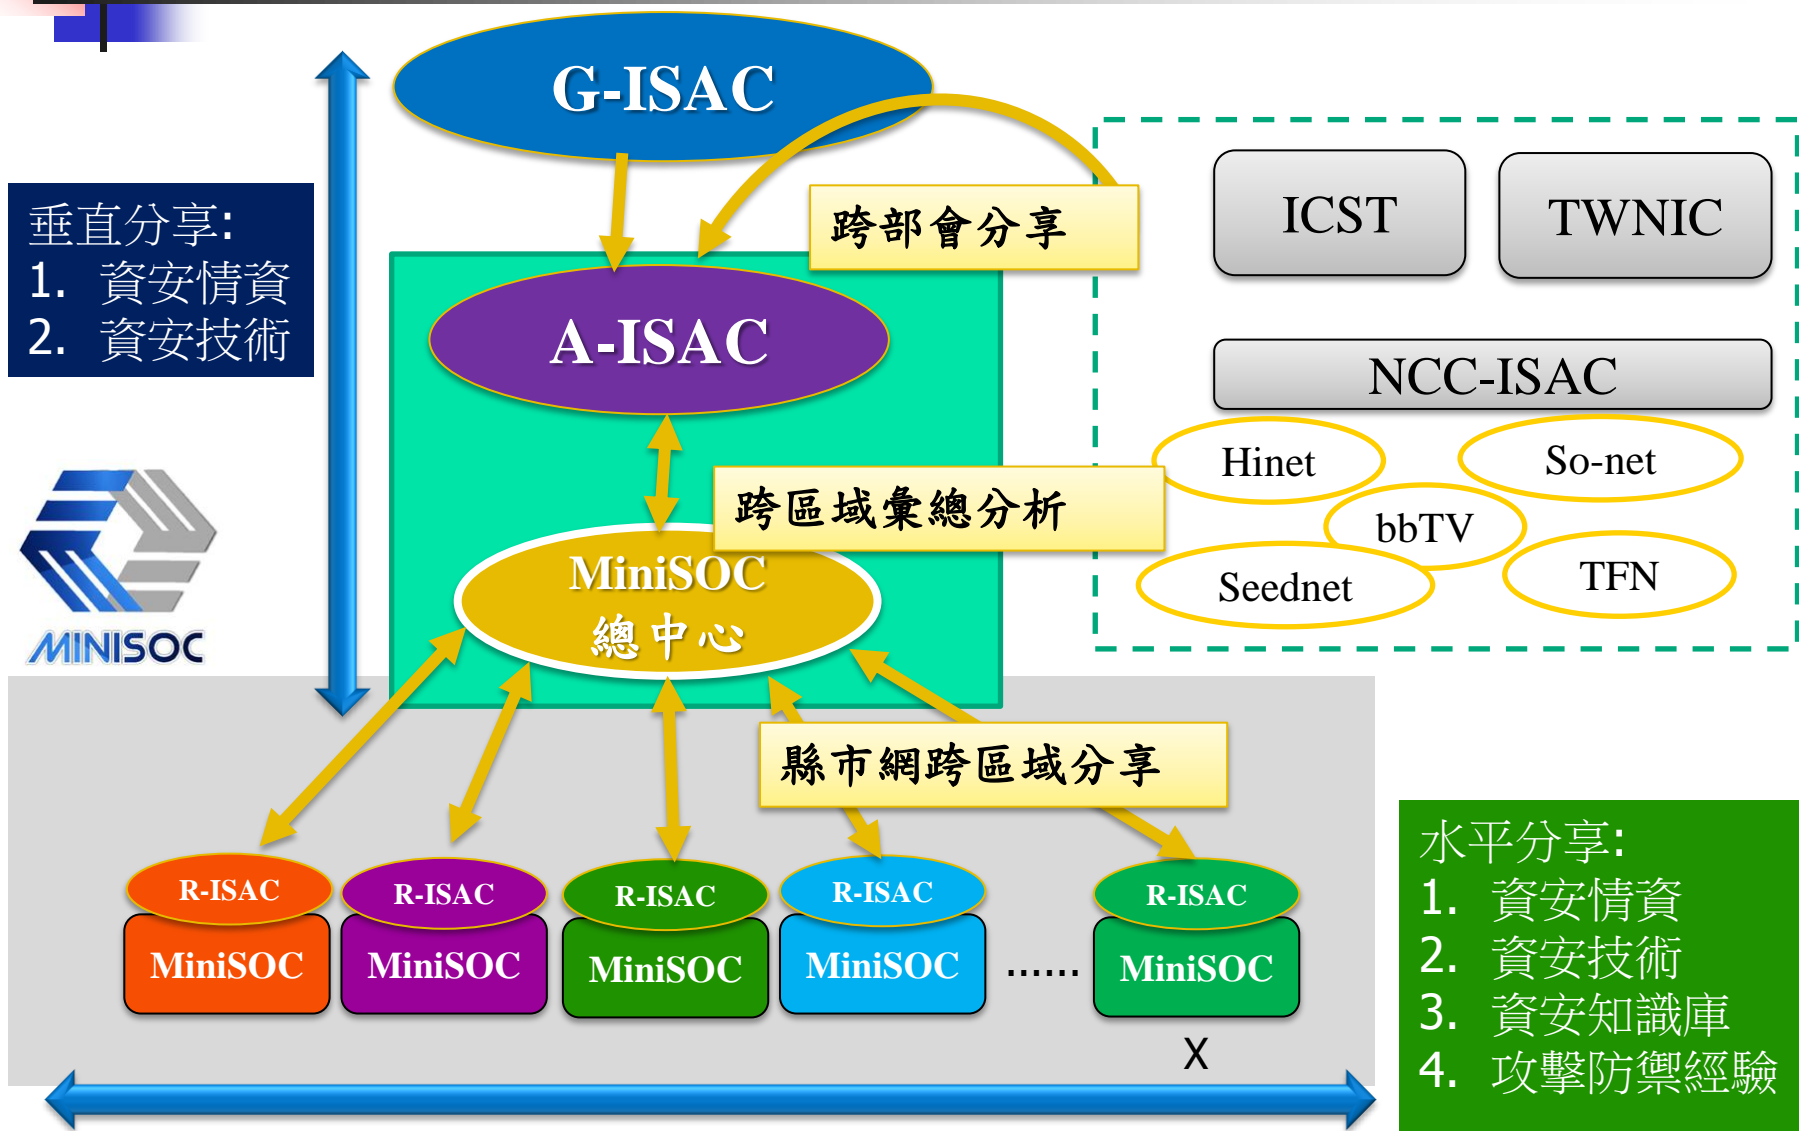 G-ISAC
垂直分享:
1. 資安情資
2. 資安技術
跨部會分享
ICST
TWNIC
A-ISAC
NCC-ISAC
Hinet
So-net
bbTV
Seednet
TFN
跨區域彙總分析
MiniSOC
總中心
MINISOC
縣市網跨區域分享
R-ISAC
MiniSOC
R-ISAC
MiniSOC
R-ISAC
MiniSOC
R-ISAC
MiniSOC
......
R-ISAC
MiniSOC
X
水平分享:
1. 資安情資
2. 資安技術
3. 資安知識庫
4. 攻擊防禦經驗